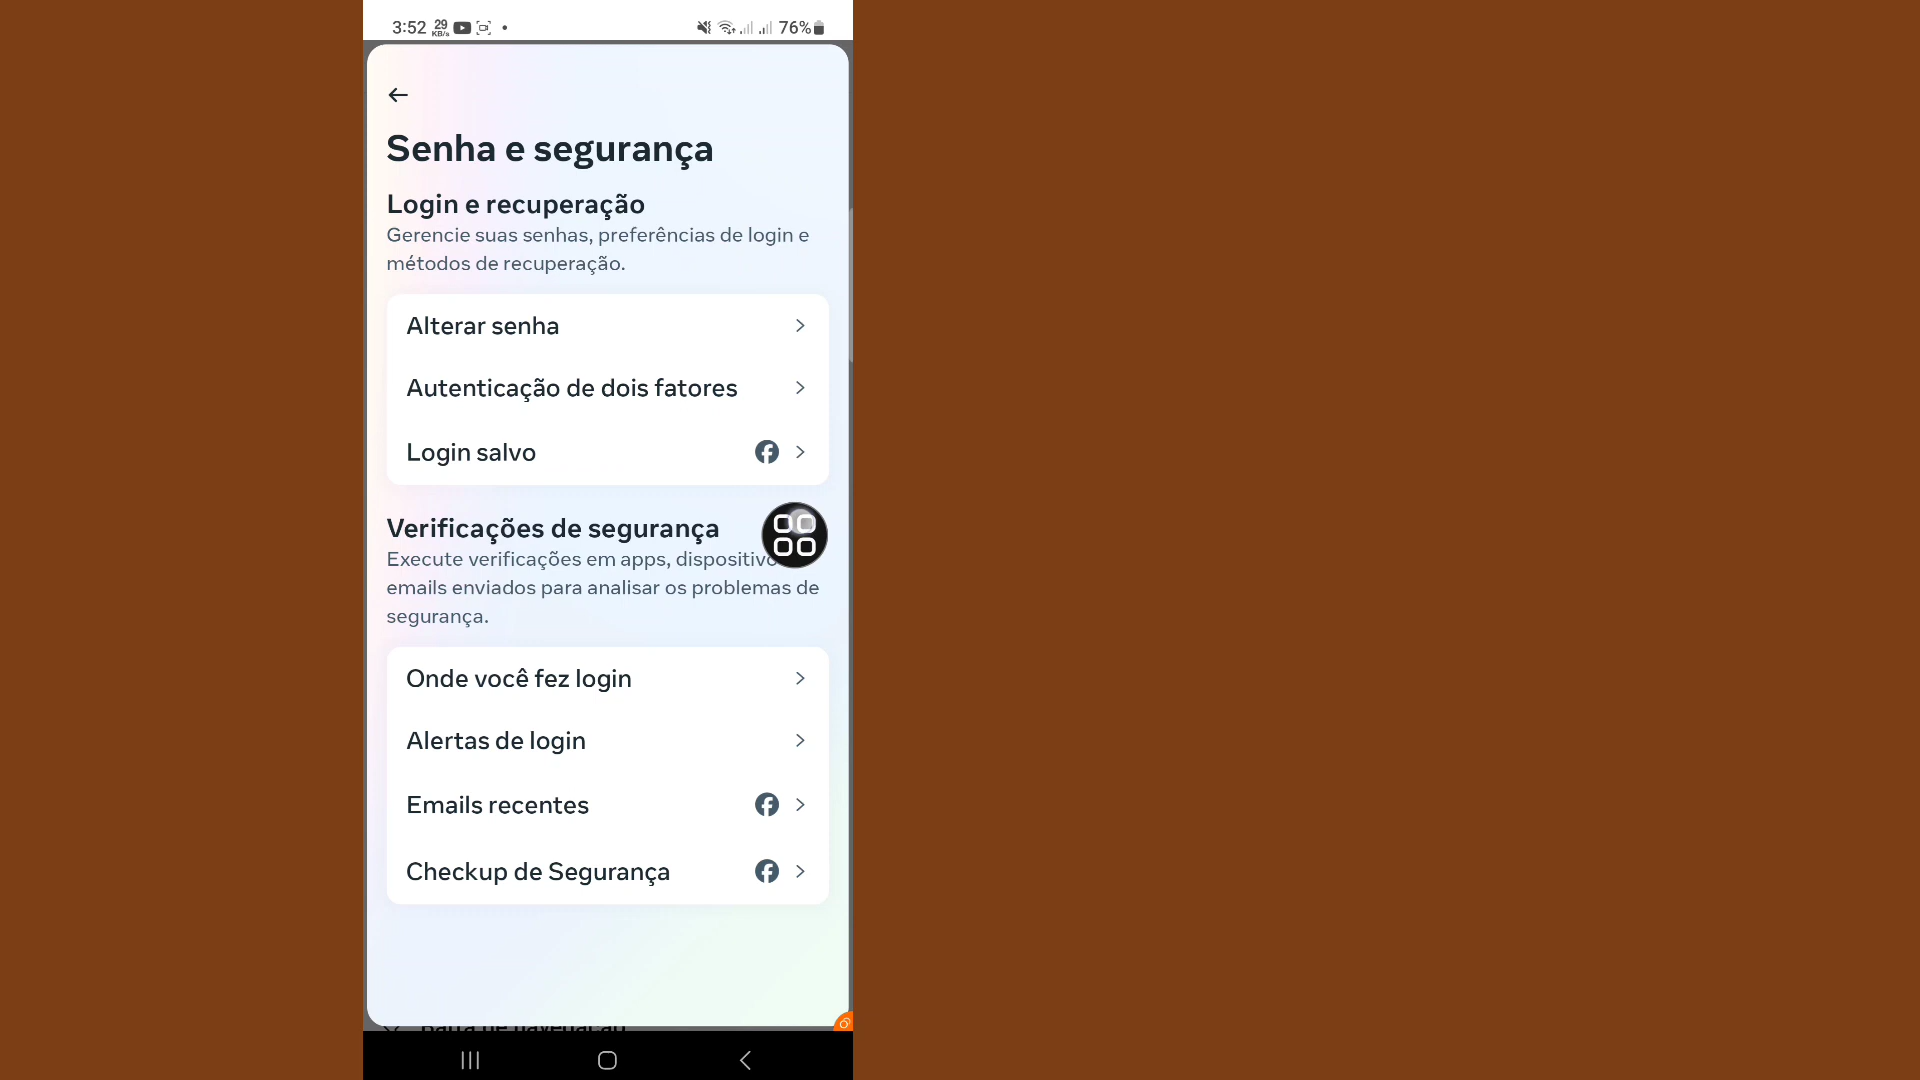 3:52 29 KB/s 76%
Senha e segurança
Login e recuperação
Gerencie suas senhas, preferências de login e
métodos de recuperação.
Alterar senha
Autenticação de dois fatores
Login salvo
Verificações de segurança
Execute verificações em apps,
emails enviados para analisar os problemas de
segurança.
Onde você fez login
Alertas de login
Emails recentes
Checkup de Segurança